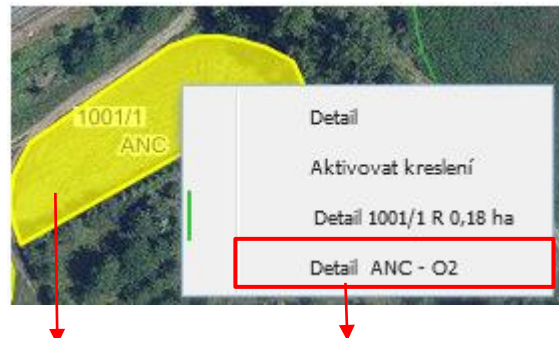 1001/1
ANC
Detail
Aktivovat kreslení
Detail 1001/1 R 0,18 ha
Detail ANC - O2